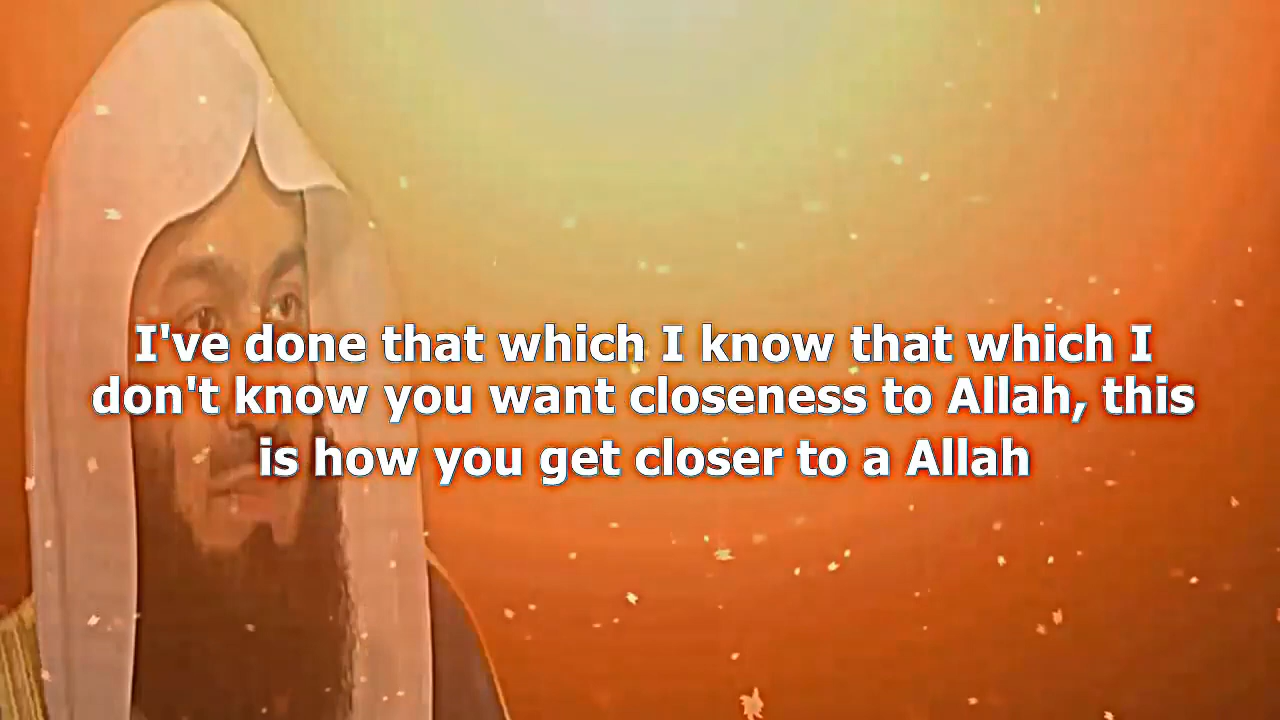 I've done that which I know that which I
don't know you want closeness to Allah, this
is how you get closer to a Allah